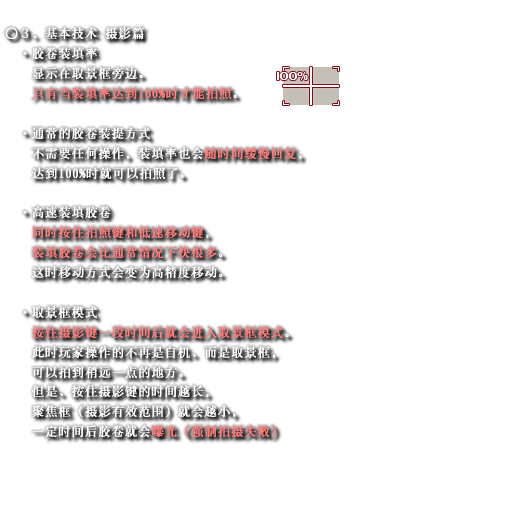 ○３．基本技术 摄影篇
・胶卷装填率
显示在取景框旁边。
只有当装填率达到100%时才能拍照。
100%
・通常的胶卷装提方式
不需要任何操作，装填率也会随时间缓慢回复，
达到100%时就可以拍照了。
・高速装填胶卷
同时按住拍照键和低速移动键，
装填胶卷会比通常情况下快很多。
这时移动方式会变为高精度移动。
・取景框模式
按住摄影键一段时间后就会进入取景框模式。
此时玩家操作的不再是自机、而是取景框，
可以拍到稍远一点的地方。
但是、按住摄影键的时间越长，
聚焦框（摄影有效范围）就会越小，
一定时间后胶卷就会曝光（强制拍摄失败）